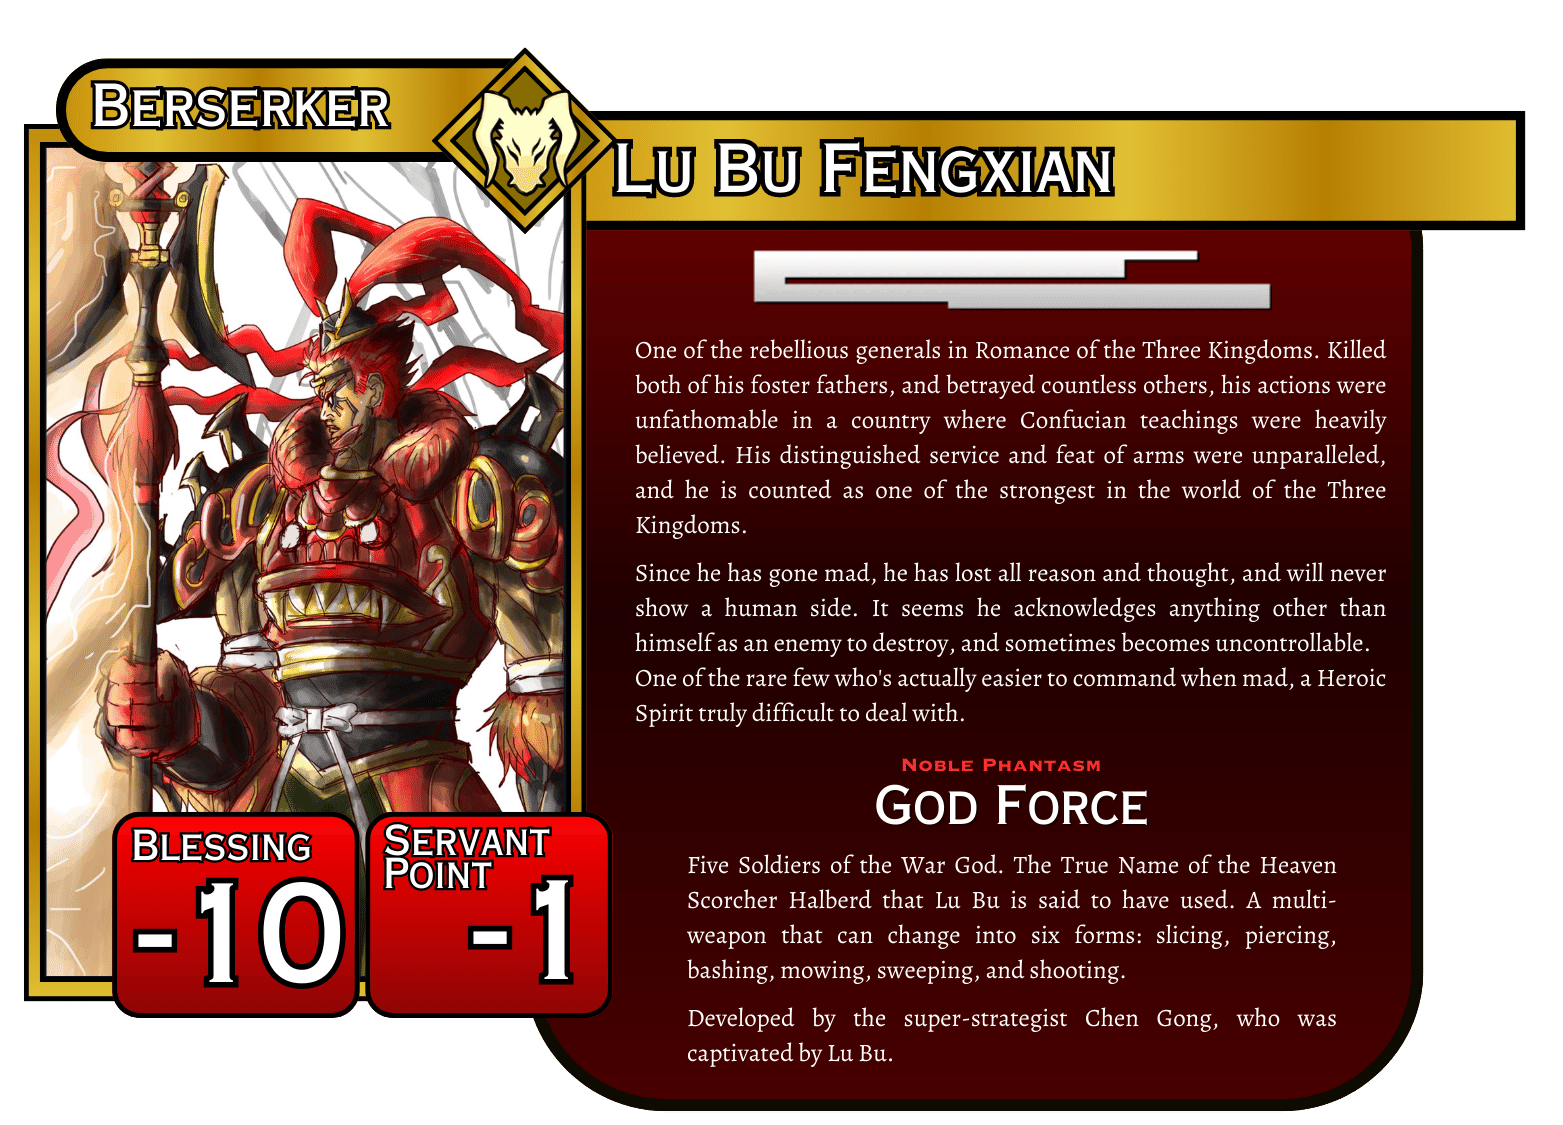 Berserker
Lu Bu Fengxian
One of the rebellious generals in Romance of the Three Kingdoms. Killed
both of his foster fathers, and betrayed countless others, his actions were
unfathomable in a country where Confucian teachings were heavily
believed. His distinguished service and feat of arms were unparalleled,
and he is counted as one of the strongest in the world of the Three
Kingdoms.
Since he has gone mad, he has lost all reason and thought, and will never
show a human side. It seems he acknowledges anything other than
himself as an enemy to destroy, and sometimes becomes uncontrollable.
One of the rare few who's actually easier to command when mad, a Heroic
Spirit truly difficult to deal with.
Noble Phantasm
God Force
Five Soldiers of the War God. The True Name of the Heaven
Scorcher Halberd that Lu Bu is said to have used. A multi-
weapon that can change into six forms: slicing, piercing,
bashing, mowing, sweeping, and shooting.
Developed by the super-strategist Chen Gong, who was
captivated by Lu Bu.
Blessing
-10
Servant
Point
-1